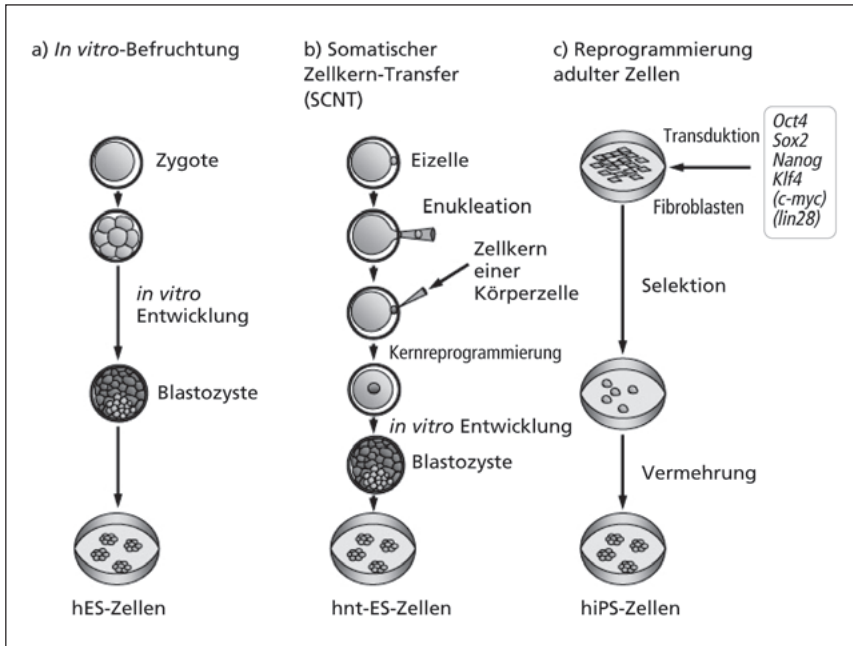 a) In vitro-Befruchtung
Zygote
in vitro
Entwicklung
Blastozyste
hES-Zellen
b) Somatischer
Zellkern-Transfer
(SCNT)
Eizelle
Enukleation
Zellkern
einer
Körperzelle
Kernreprogrammierung
in vitro Entwicklung
Blastozyste
hnt-ES-Zellen
c) Reprogrammierung
adulter Zellen
Transduktion
Fibroblasten
Oct4
Sox2
Nanog
Klf4
(c-myc)
(lin28)
Selektion
Vermehrung
hiPS-Zellen